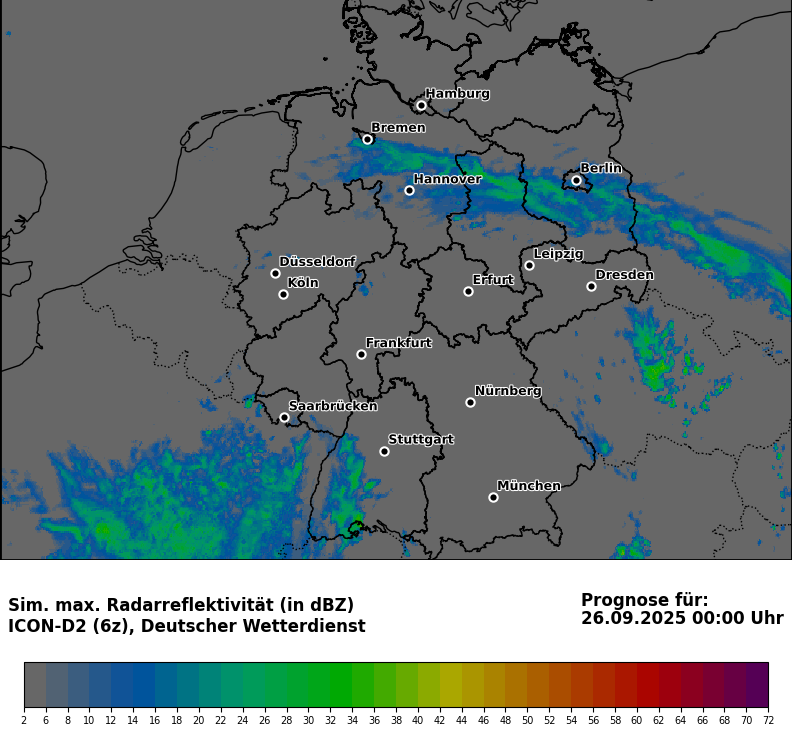 Hamburg
Bremen
Berlin
Hannover
Düsseldorf
Leipzig
Köln
Erfurt
Dresden
Frankfurt
Nürnberg
Saarbrücken
Stuttgart
München
Sim. max. Radarreflektivität (in dBZ)
ICON-D2 (6z), Deutscher Wetterdienst
Prognose für:
26.09.2025 00:00 Uhr
2 6 8 10 12 14 16 18 20 22 24 26 28 30 32 34 36 38 40 42 44 46 48 50 52 54 56 58 60 62 64 66 68 70 72